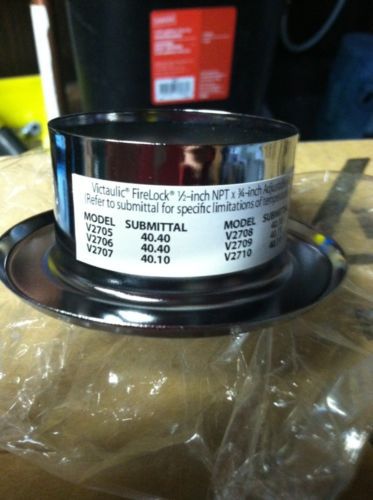 Victaulic® FireLock® ½–inch NPT x ¾–inch
(Refer to submittal for specific limitations of
MODEL SUBMITTAL MODEL
V2705 40.40 V2708
V2706 40.40 V2709
V2707 40.10 V2710